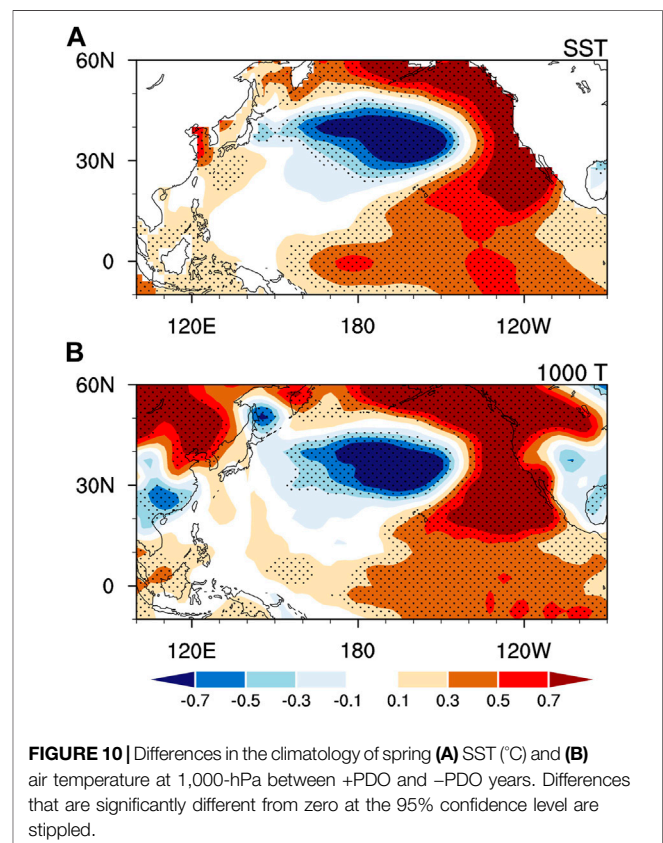 A
SST
60N
30N
0
120E 180 120W
B
1000 T
60N
30N
0
120E 180 120W
-0.7 -0.5 -0.3 -0.1 0.1 0.3 0.5 0.7
FIGURE 10 | Differences in the climatology of spring (A) SST (°C) and (B)
air temperature at 1,000-hPa between +PDO and −PDO years. Differences
that are significantly different from zero at the 95% confidence level are
stippled.